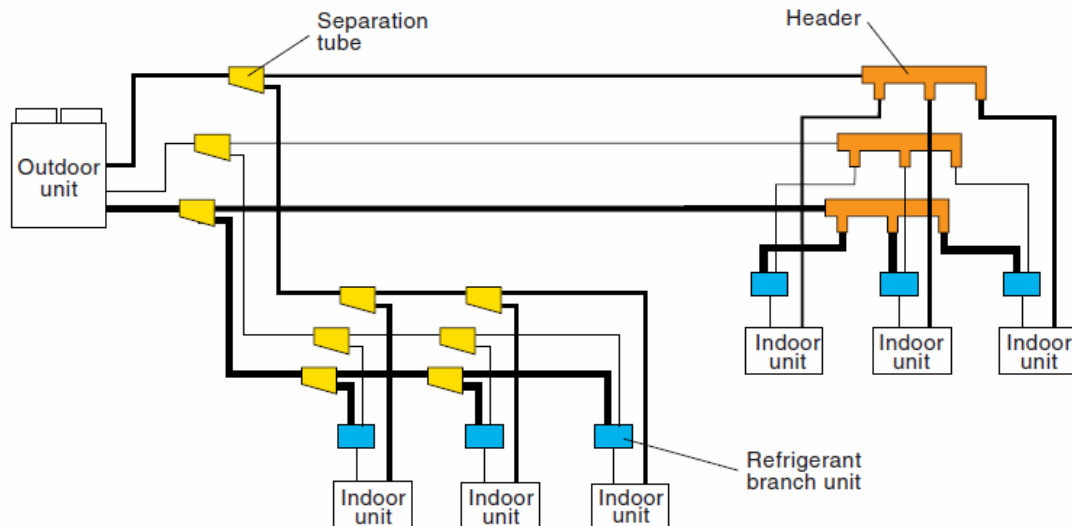 Separation
tube
Header
Outdoor
unit
Indoor
unit
Indoor
unit
Indoor
unit
Refrigerant
branch unit
Indoor
unit
Indoor
unit
Indoor
unit